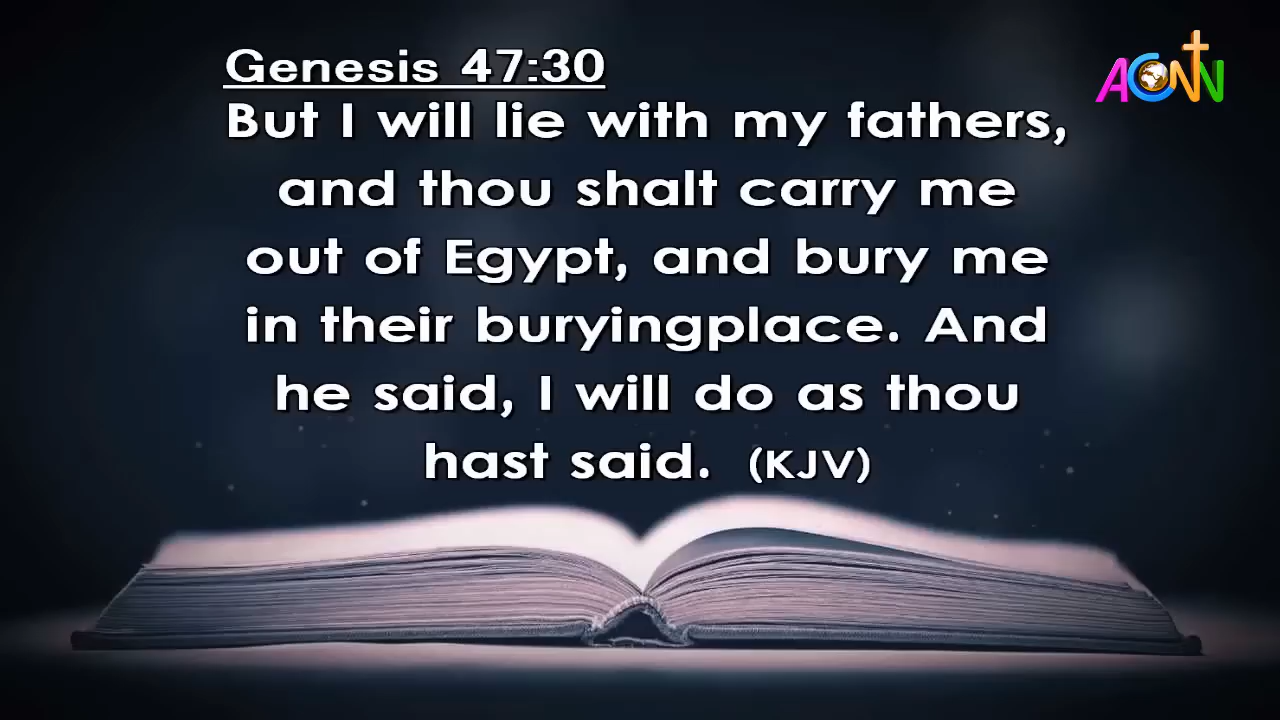 Genesis 47:30
ACNN
But I will lie with my fathers,
and thou shalt carry me
out of Egypt, and bury me
in their buryingplace. And
he said, I will do as thou
hast said. (KJV)